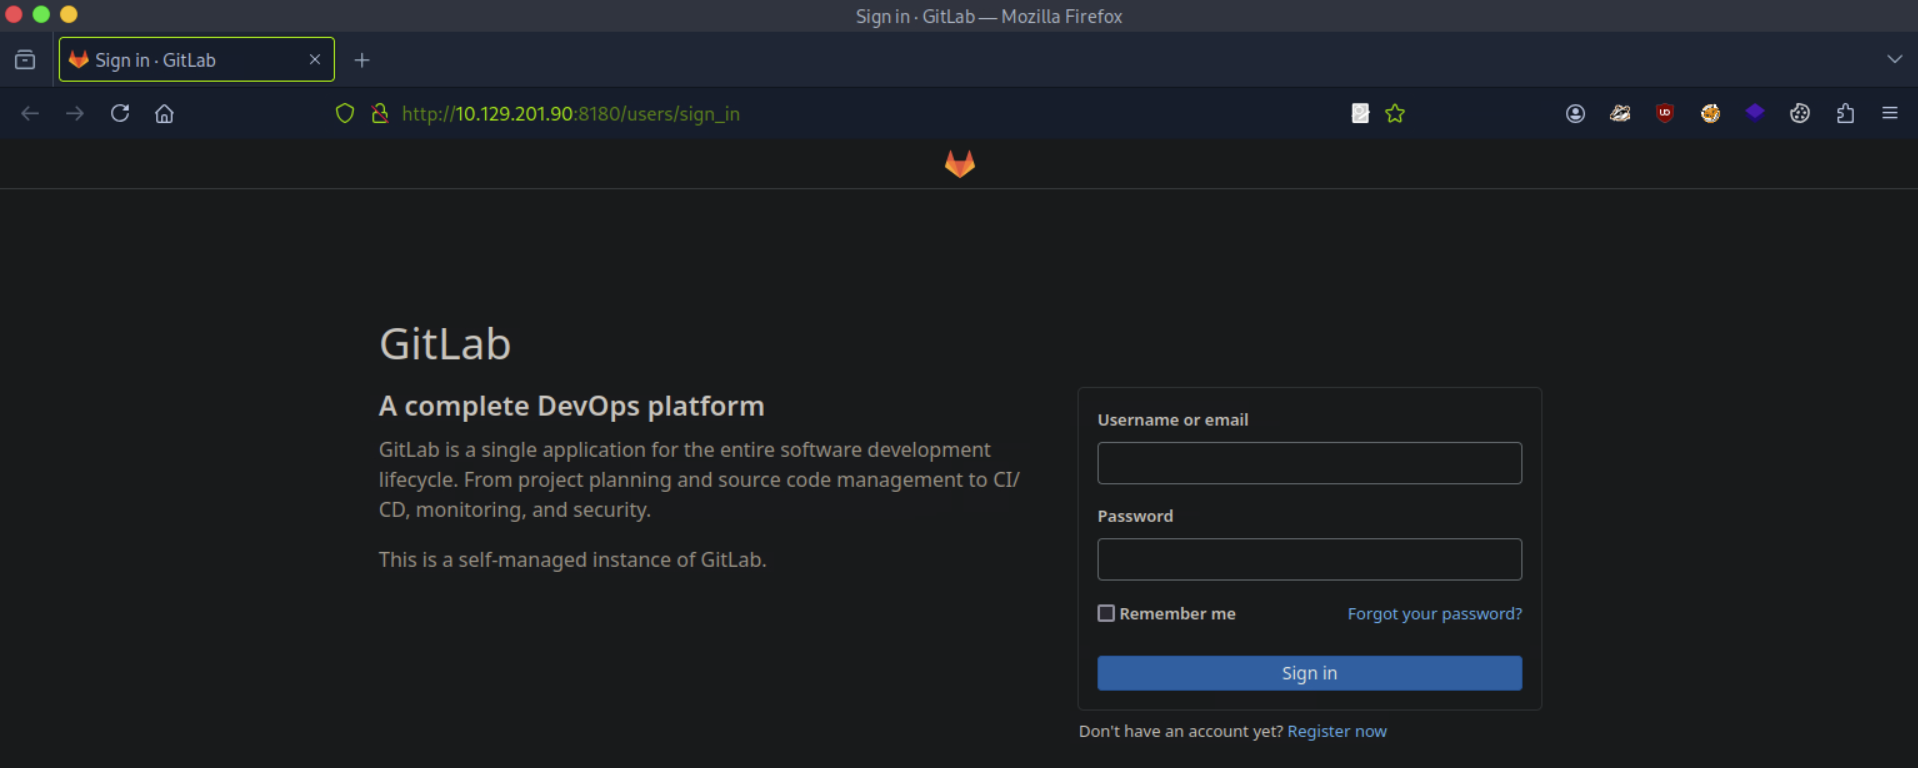 Sign in · GitLab — Mozilla Firefox
Sign in · GitLab
http://10.129.201.90:8180/users/sign_in
GitLab
A complete DevOps platform
GitLab is a single application for the entire software development
lifecycle. From project planning and source code management to CI/
CD, monitoring, and security.
This is a self-managed instance of GitLab.
Username or email
Password
Remember me
Forgot your password?
Sign in
Don't have an account yet? Register now